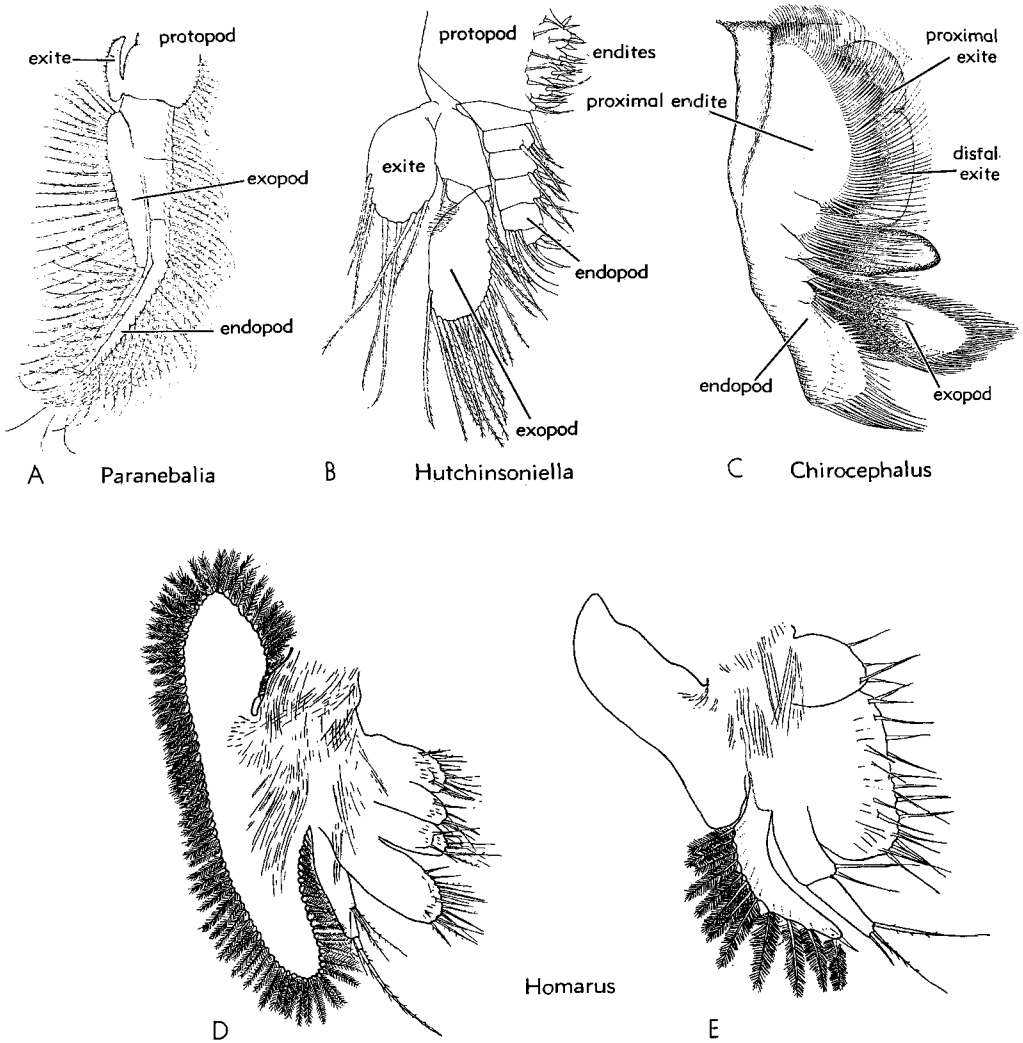 exite
protopod
exopod
endopod
A Paranebalia
protopod
endites
exite
endopod
exopod
B Hutchinsoniella
proximal
exite
proximal endite
distal
exite
endopod
exopod
C Chirocephalus
Homarus
D
E